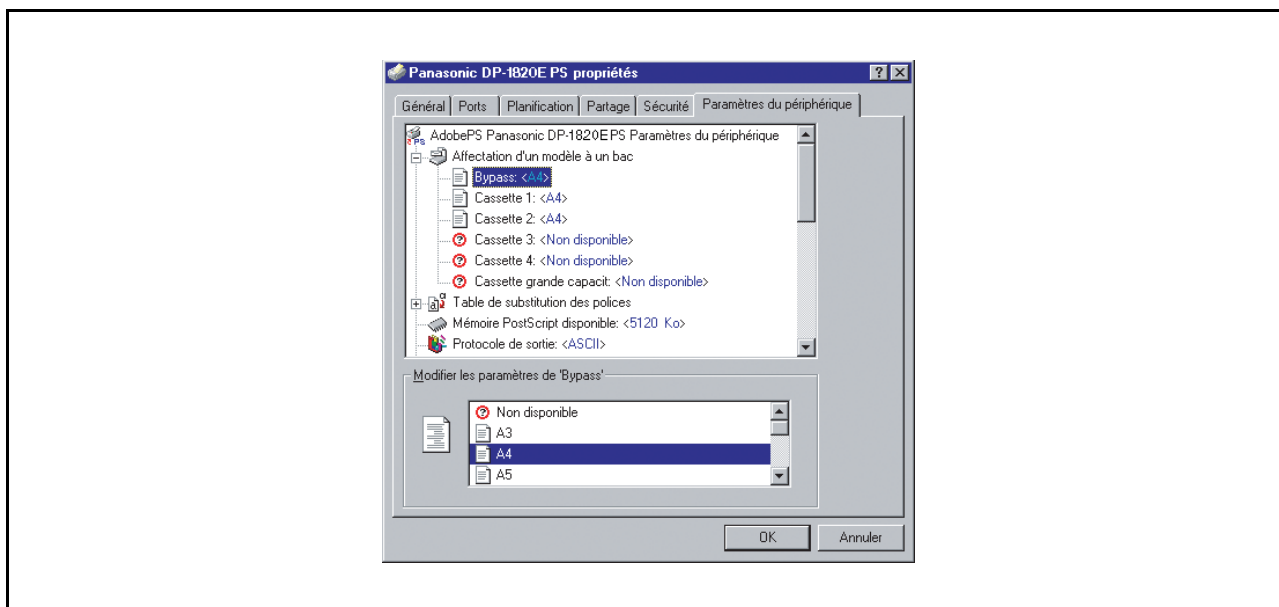 Panasonic DP-1820E PS propriétés
Général Ports Planification Partage Sécurité Paramètres du périphérique
AdobePS Panasonic DP-1820E PS Paramètres du périphérique
Affectation d'un modèle à un bac
Bypass: <A4>
Cassette 1: <A4>
Cassette 2: <A4>
Cassette 3: <Non disponible>
Cassette 4: <Non disponible>
Cassette grande capacit: <Non disponible>
Table de substitution des polices
Mémoire PostScript disponible: <5120 Ko>
Protocole de sortie: <ASCII>
Modifier les paramètres de 'Bypass'
Non disponible
A3
A4
A5
OK Annuler